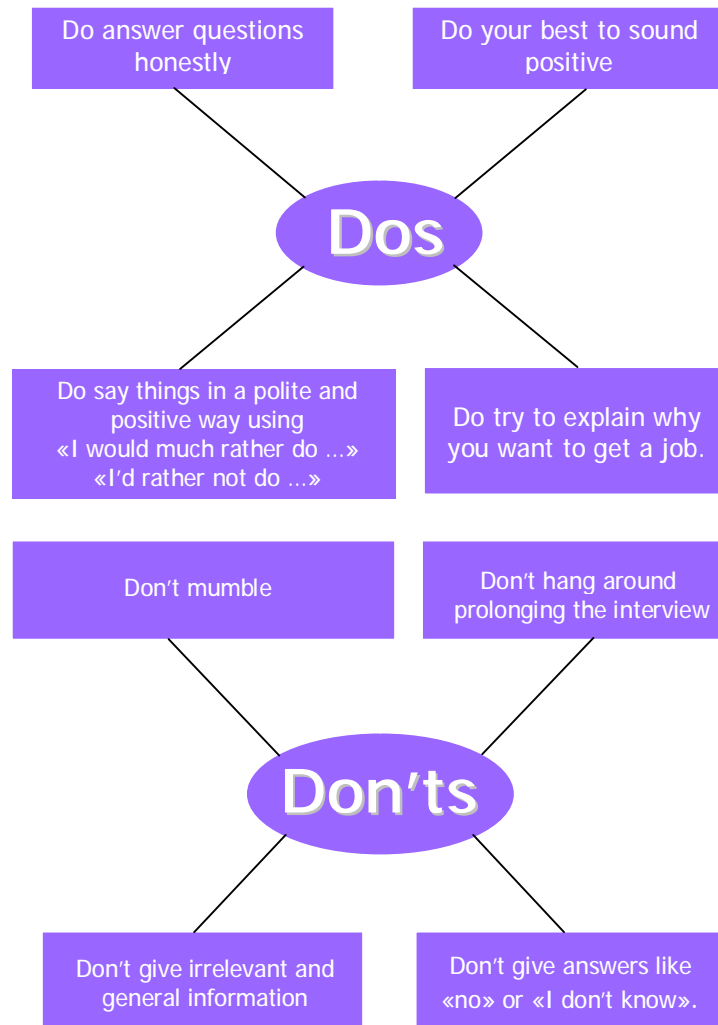 Do answer questions
honestly
Do your best to sound
positive
Dos
Do say things in a polite and
positive way using
«I would much rather do ...»
«I'd rather not do ...»
Do try to explain why
you want to get a job.
Don't mumble
Don't hang around
prolonging the interview
Don'ts
Don't give irrelevant and
general information
Don't give answers like
«no» or «I don't know».